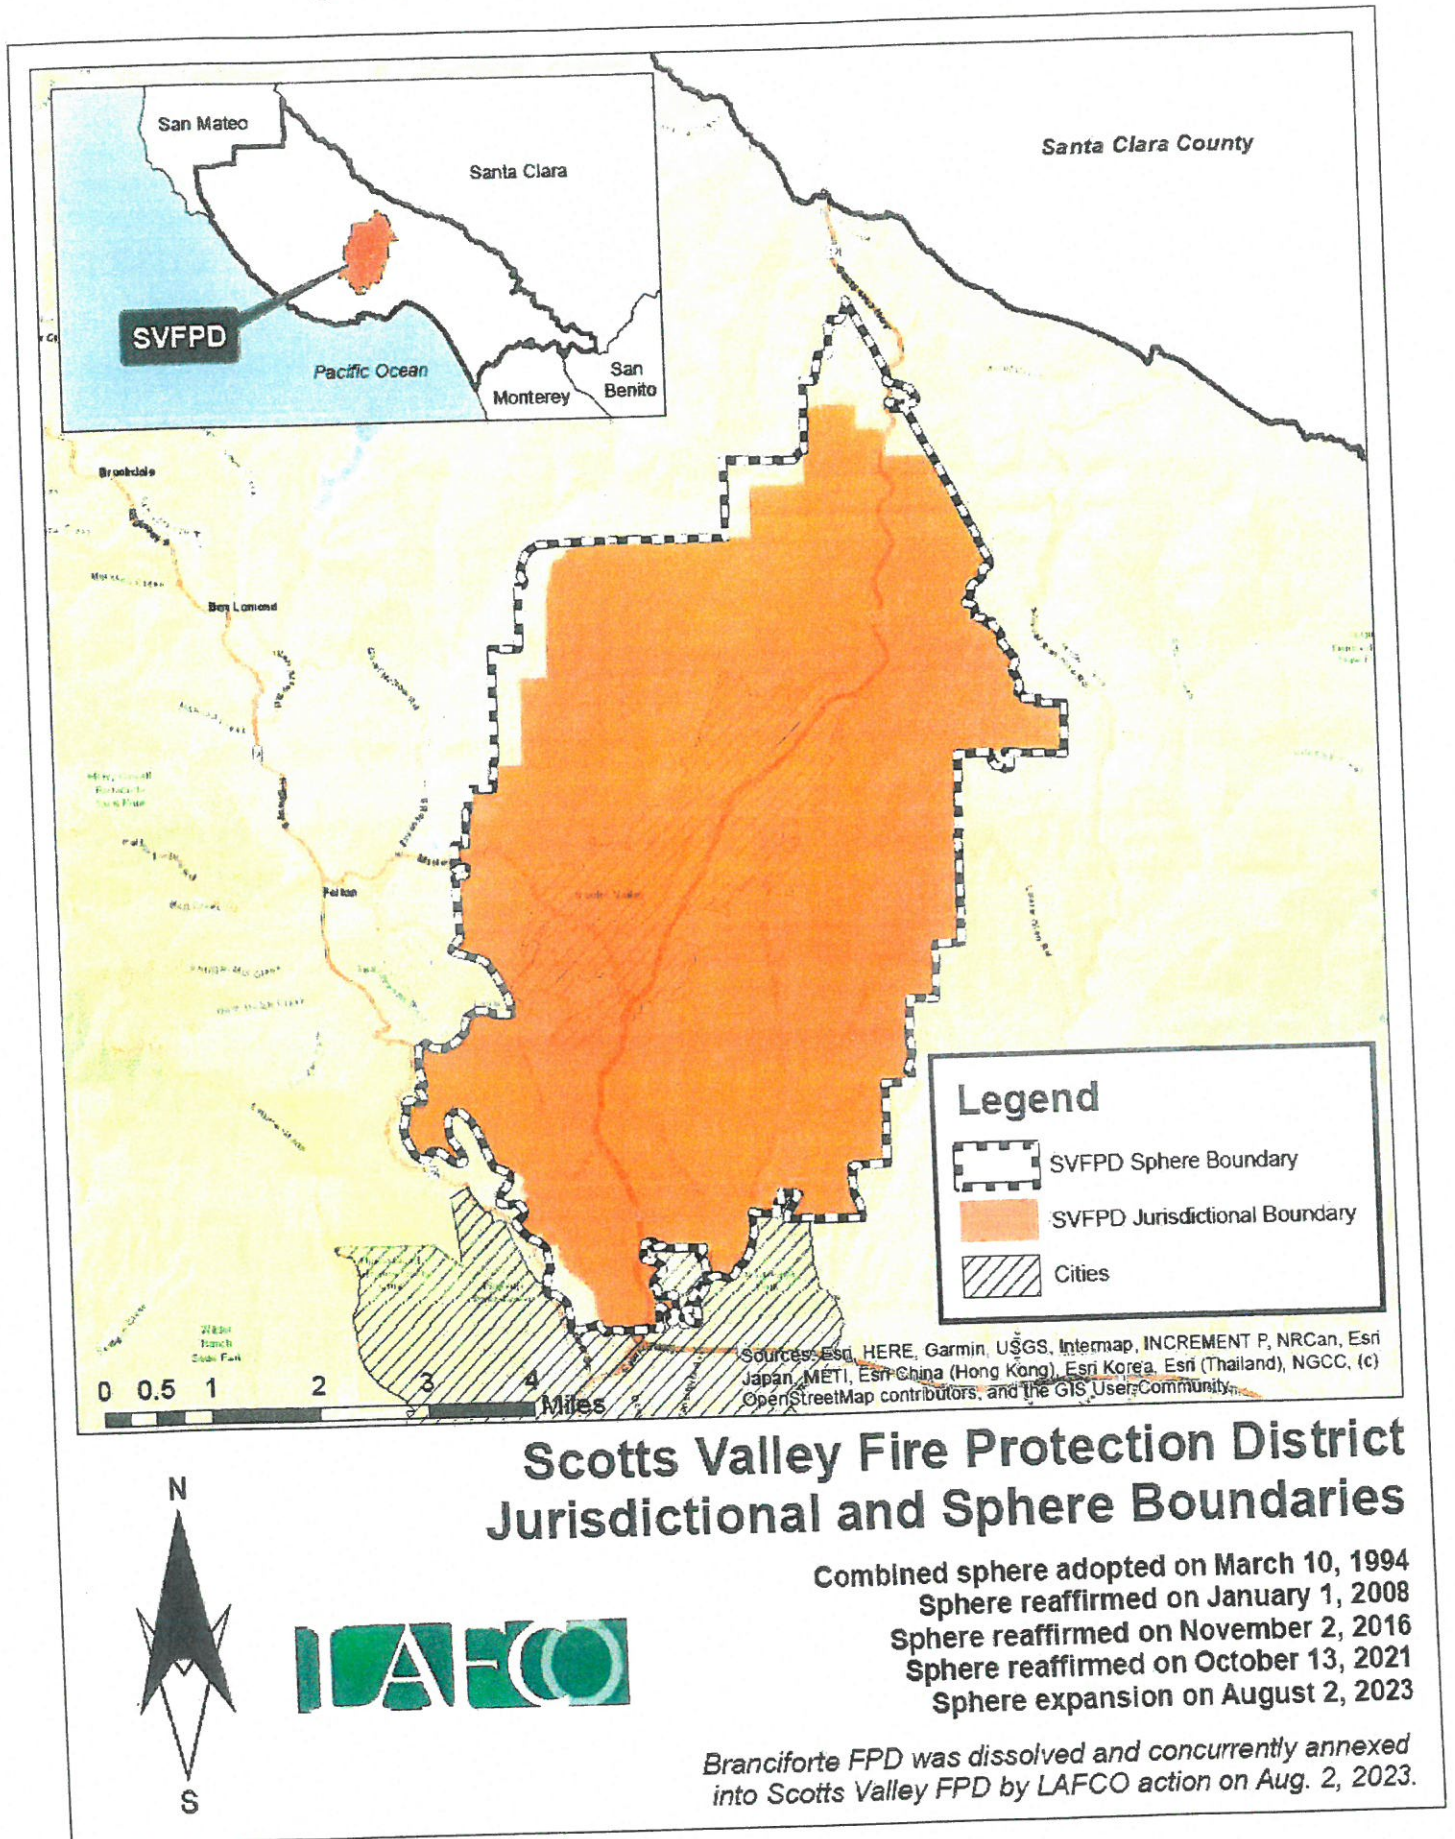 San Mateo
Santa Clara
SVFPD
Pacific Ocean
San
Benito
Monterey
Santa Clara County
Brookdale
Ben Lomond
Felton
Scotts Valley
Wilder
Ranch
State Park
Legend
SVFPD Sphere Boundary
SVFPD Jurisdictional Boundary
Cities
Sources: Esri, HERE, Garmin, USGS, Intermap, INCREMENT P, NRCan, Esri
Japan, METI, Esri China (Hong Kong), Esri Korea, Esri (Thailand), NGCC, (c)
OpenStreetMap contributors, and the GIS User Community
0 0.5 1 2 3 4
Miles
Scotts Valley Fire Protection District
Jurisdictional and Sphere Boundaries
N
S
LAFCO
Combined sphere adopted on March 10, 1994
Sphere reaffirmed on January 1, 2008
Sphere reaffirmed on November 2, 2016
Sphere reaffirmed on October 13, 2021
Sphere expansion on August 2, 2023
Branciforte FPD was dissolved and concurrently annexed
into Scotts Valley FPD by LAFCO action on Aug. 2, 2023.